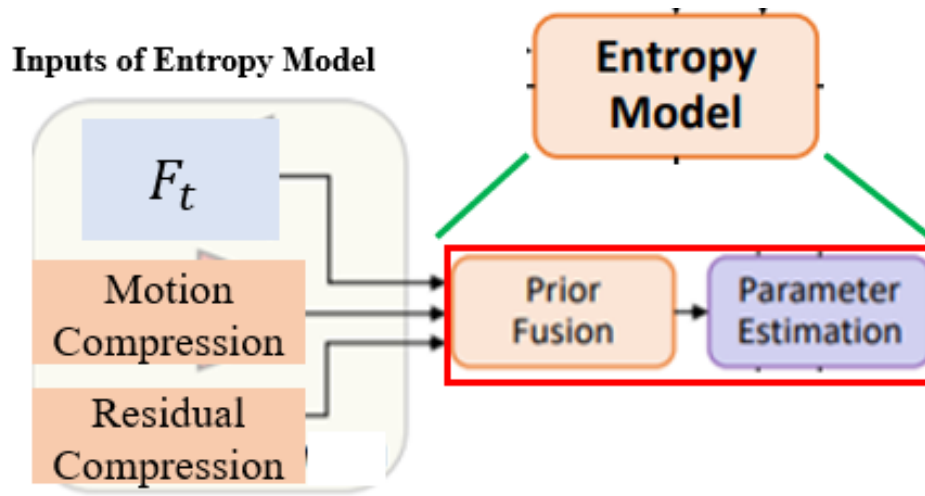 Inputs of Entropy Model
Entropy
Model
F_t
Motion
Compression
Residual
Compression
Prior
Fusion
Parameter
Estimation